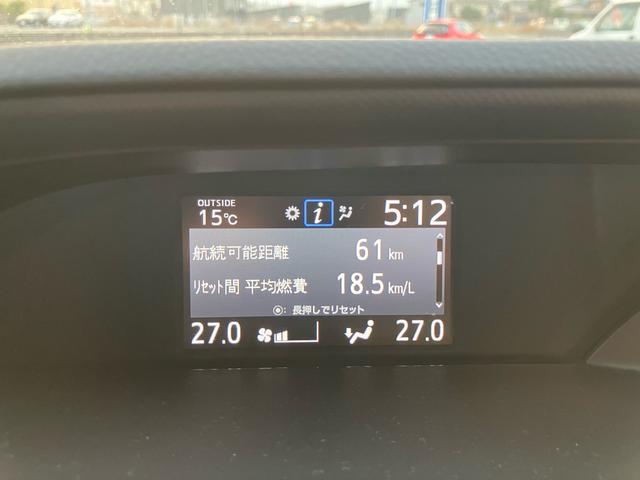 OUTSIDE
15℃ i 5:12
航続可能距離 61 km
リセット間 平均燃費 18.5 km/L
◉: 長押しでリセット
27.0 27.0